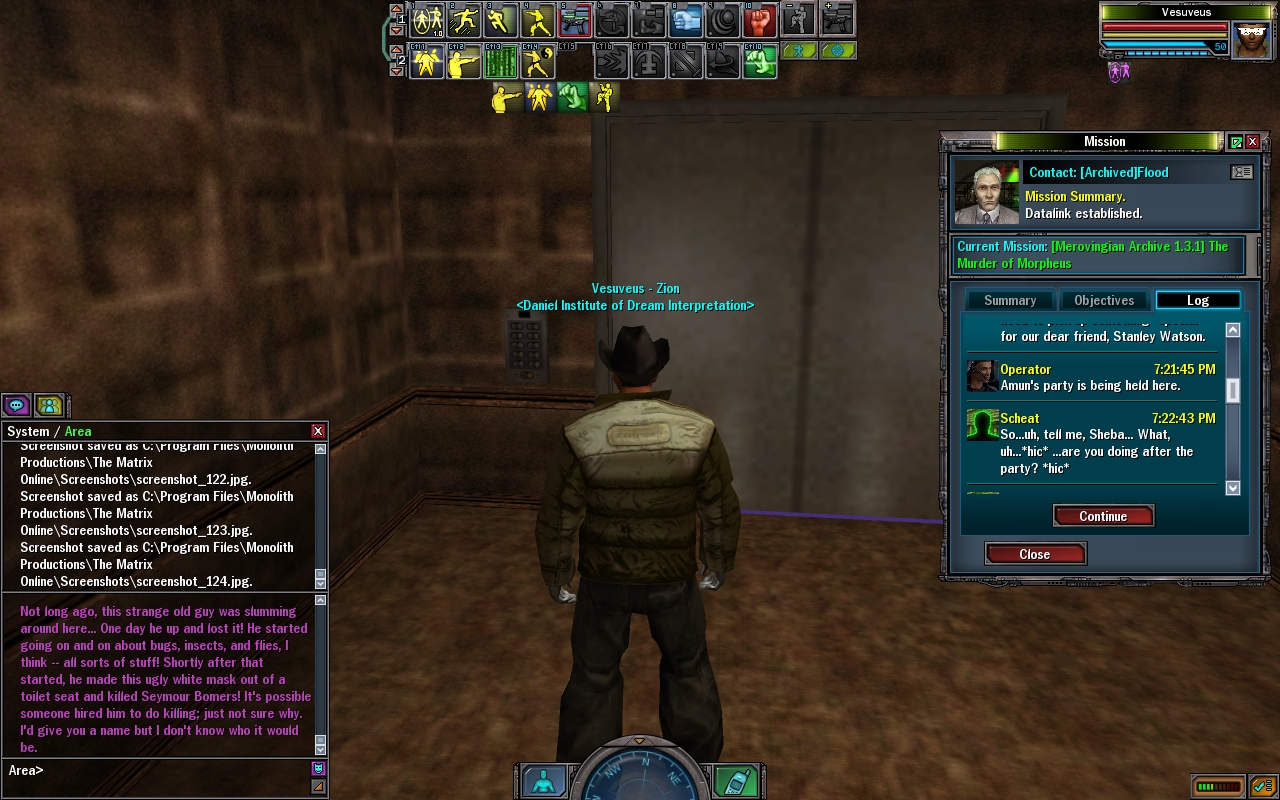 Vesuveus
50
1.0
Mission
Contact: [Archived]Flood
Mission Summary.
Datalink established.
Current Mission: [Merovingian Archive 1.3.1] The
Murder of Morpheus
Summary
Objectives
Log
for our dear friend, Stanley Watson.
Operator 7:21:45 PM
Amun's party is being held here.
Scheat 7:22:43 PM
So...uh, tell me, Sheba... What,
uh...*hic* ...are you doing after the
party? *hic*
Continue
Close
Vesuveus - Zion
<Daniel Institute of Dream Interpretation>
System / Area
Screenshot saved as C:\Program Files\Monolith
Productions\The Matrix
Online\Screenshots\screenshot_122.jpg.
Screenshot saved as C:\Program Files\Monolith
Productions\The Matrix
Online\Screenshots\screenshot_123.jpg.
Screenshot saved as C:\Program Files\Monolith
Productions\The Matrix
Online\Screenshots\screenshot_124.jpg.
Not long ago, this strange old guy was slumming
around here... One day he up and lost it! He started
going on and on about bugs, insects, and flies, I
think -- all sorts of stuff! Shortly after that
started, he made this ugly white mask out of a
toilet seat and killed Seymour Bomers! It's possible
someone hired him to do killing; just not sure why.
I'd give you a name but I don't know who it would
be.
Area>
NW N NE